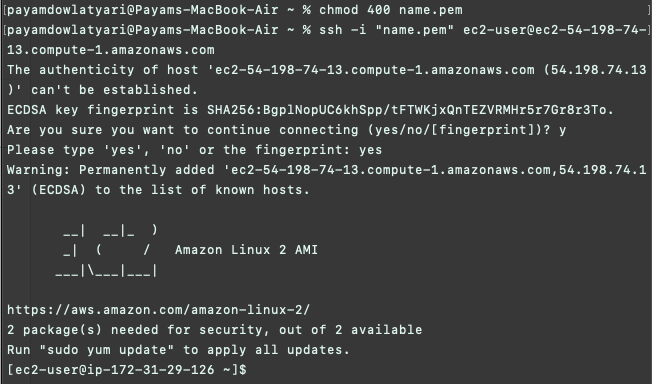 [payamdowlatyari@Payams-MacBook-Air ~ % chmod 400 name.pem ]
[payamdowlatyari@Payams-MacBook-Air ~ % ssh -i "name.pem" ec2-user@ec2-54-198-74-]
13.compute-1.amazonaws.com
The authenticity of host 'ec2-54-198-74-13.compute-1.amazonaws.com (54.198.74.13
)' can't be established.
ECDSA key fingerprint is SHA256:BgplNopUC6khSpp/tFTWKjxQnTEZVRMHr5r7Gr8r3To.
Are you sure you want to continue connecting (yes/no/[fingerprint])? y
Please type 'yes', 'no' or the fingerprint: yes
Warning: Permanently added 'ec2-54-198-74-13.compute-1.amazonaws.com,54.198.74.1
3' (ECDSA) to the list of known hosts.

       __|  __|_  )
       _|  (     /   Amazon Linux 2 AMI
      ___|\___|___|

https://aws.amazon.com/amazon-linux-2/
2 package(s) needed for security, out of 2 available
Run "sudo yum update" to apply all updates.
[ec2-user@ip-172-31-29-126 ~]$